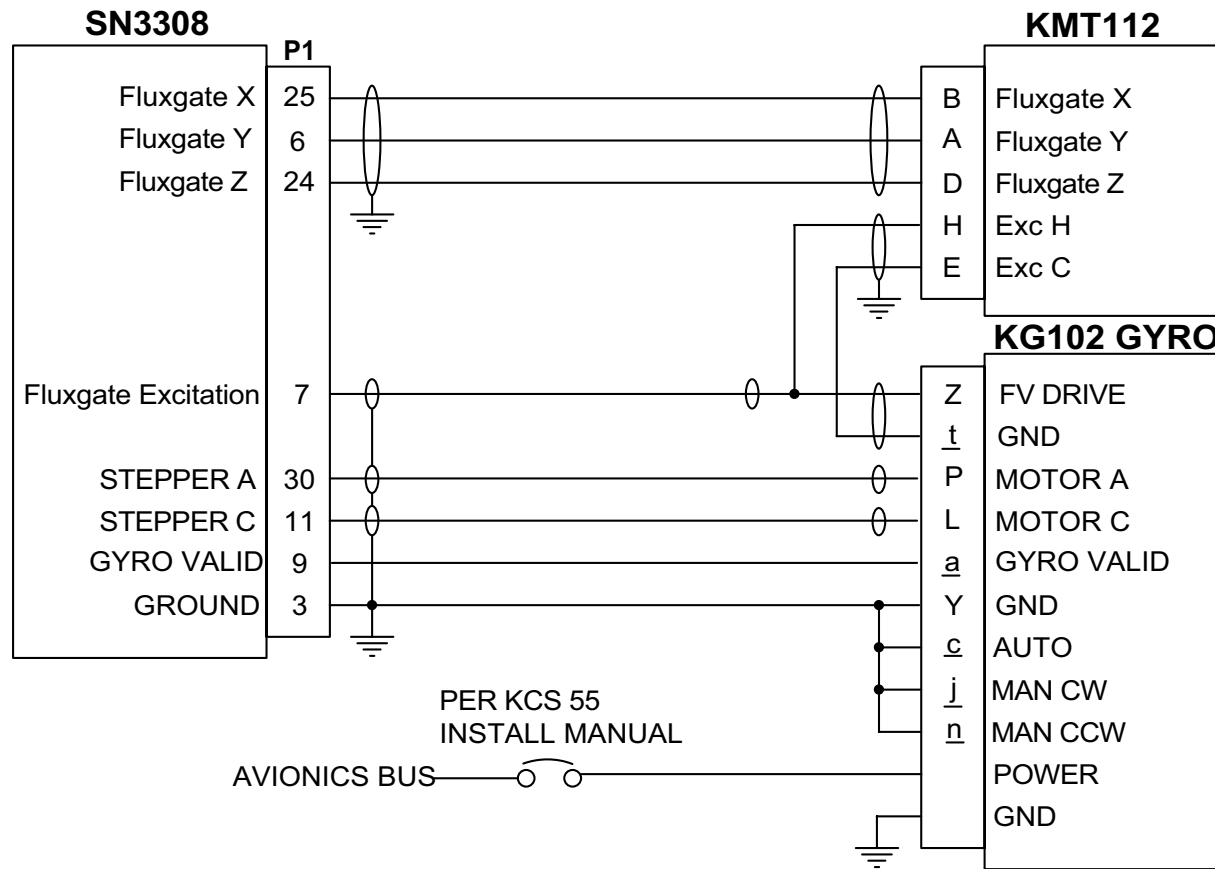 SN3308
KMT112
P1
Fluxgate X 25
B Fluxgate X
Fluxgate Y 6
A Fluxgate Y
Fluxgate Z 24
D Fluxgate Z
H Exc H
E Exc C
KG102 GYRO
Fluxgate Excitation 7
Z FV DRIVE
t GND
STEPPER A 30
P MOTOR A
STEPPER C 11
L MOTOR C
GYRO VALID 9
a GYRO VALID
GROUND 3
Y GND
c AUTO
j MAN CW
n MAN CCW
PER KCS 55
INSTALL MANUAL
AVIONICS BUS
POWER
GND